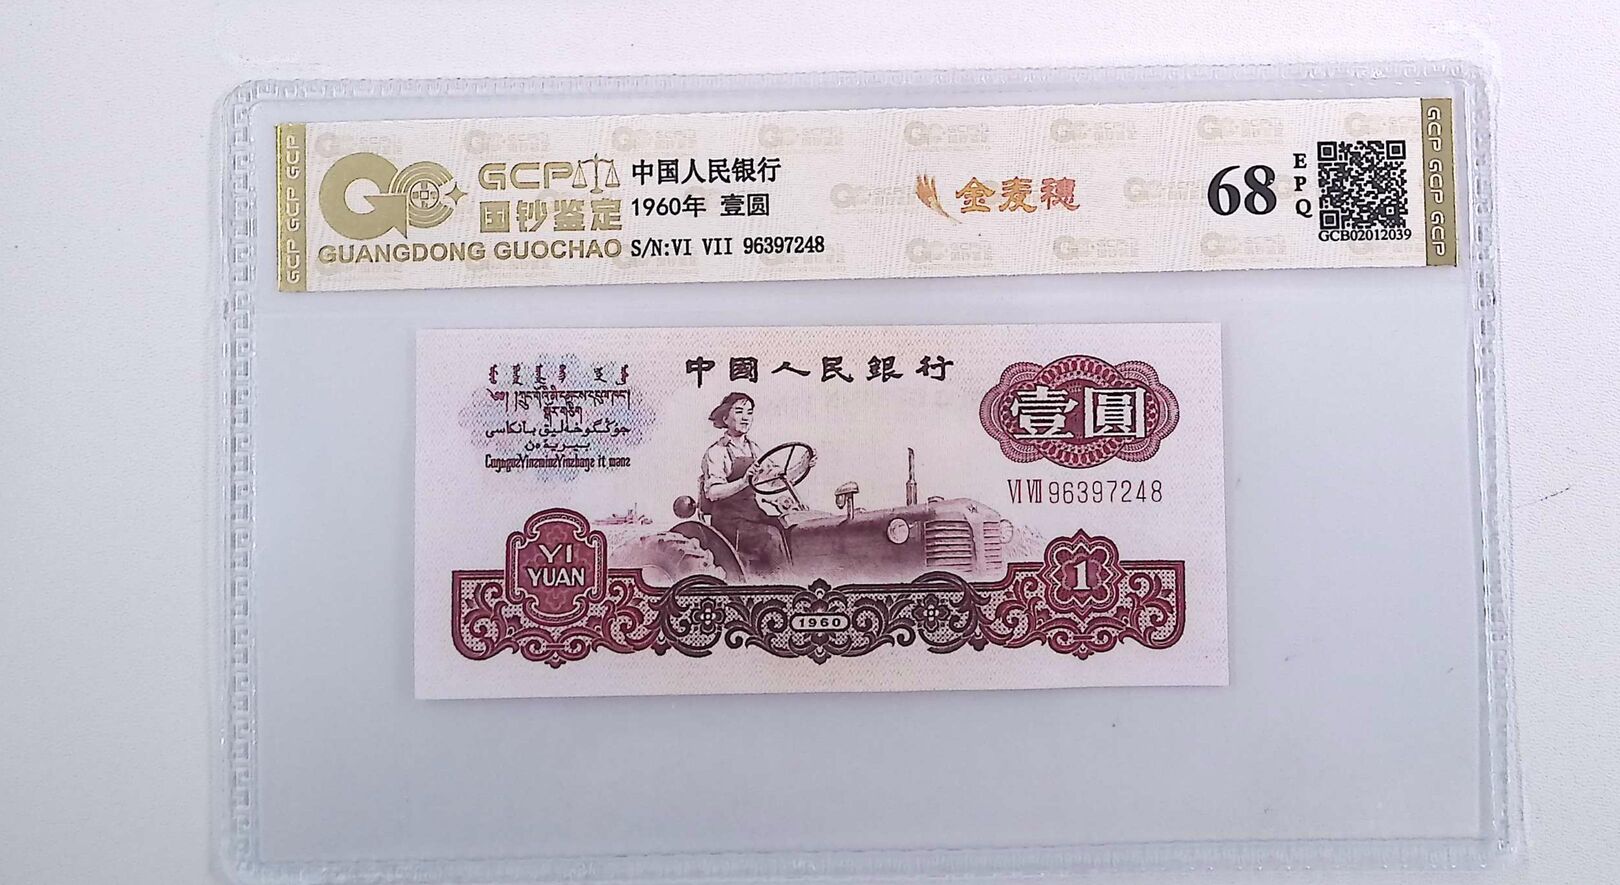 GCP
国钞鉴定
GUANGDONG GUOCHAO
中国人民银行
1960年 壹圆
S/N:VI VII 96397248
金麦穗
68
EPQ
GCB02012039
GCP GCP GCP
GCP GCP GCP
中國人民銀行
壹圓
VI VII 96397248
YI
YUAN
1960
1